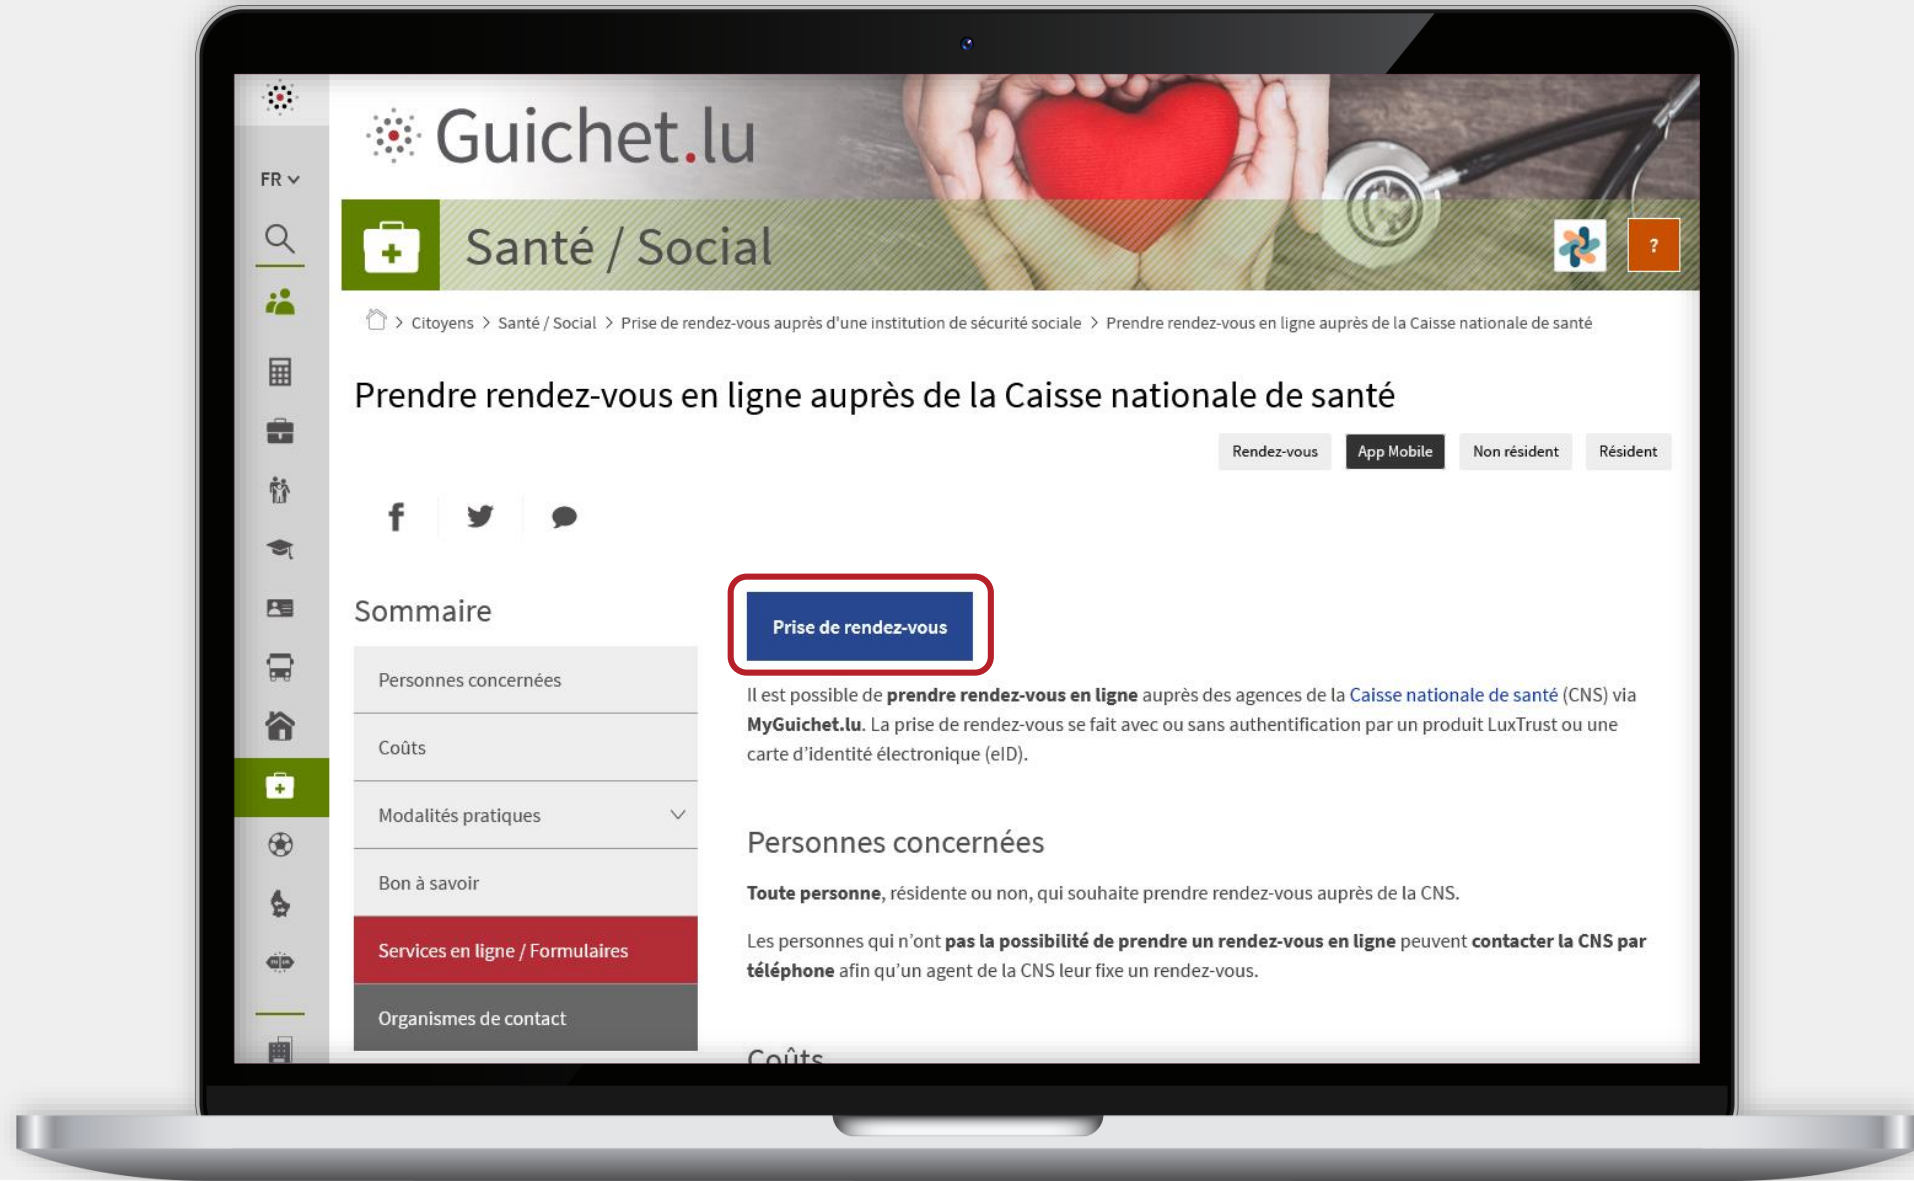 Guichet.lu
FR
Santé / Social
?
> Citoyens > Santé / Social > Prise de rendez-vous auprès d'une institution de sécurité sociale > Prendre rendez-vous en ligne auprès de la Caisse nationale de santé
Prendre rendez-vous en ligne auprès de la Caisse nationale de santé
Rendez-vous
App Mobile
Non résident
Résident
Sommaire
Personnes concernées
Coûts
Modalités pratiques
Bon à savoir
Services en ligne / Formulaires
Organismes de contact
Prise de rendez-vous
Il est possible de prendre rendez-vous en ligne auprès des agences de la Caisse nationale de santé (CNS) via
MyGuichet.lu. La prise de rendez-vous se fait avec ou sans authentification par un produit LuxTrust ou une
carte d’identité électronique (eID).
Personnes concernées
Toute personne, résidente ou non, qui souhaite prendre rendez-vous auprès de la CNS.
Les personnes qui n’ont pas la possibilité de prendre un rendez-vous en ligne peuvent contacter la CNS par
téléphone afin qu’un agent de la CNS leur fixe un rendez-vous.
Coûts